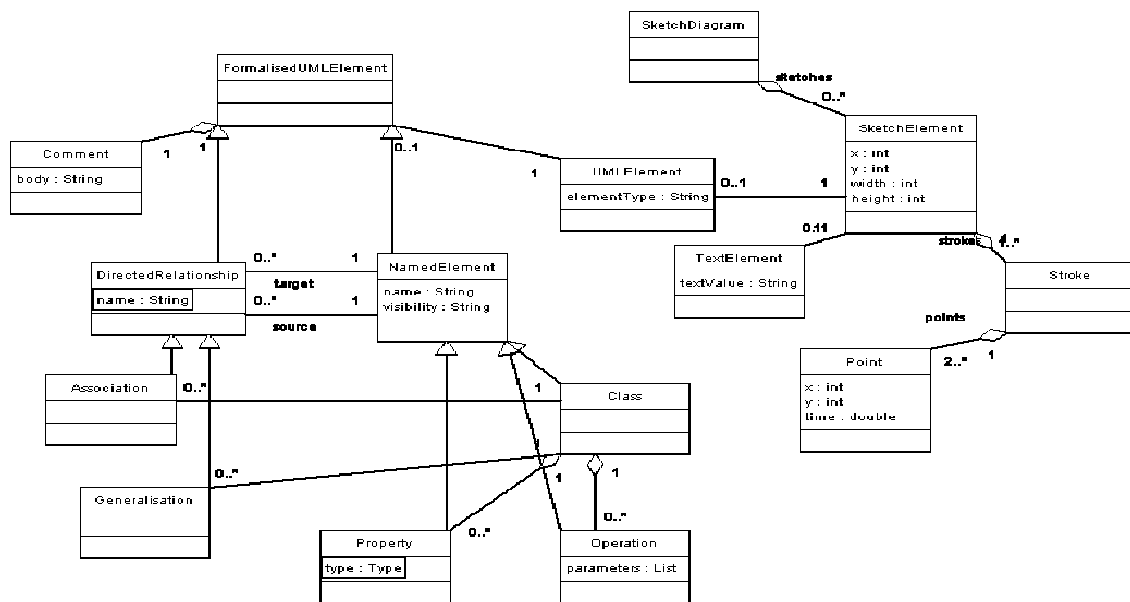 SketchDiagram
sketches
0..*
FormalisedUMLElement
1
1
0..1
1
Comment
body : String
UMLElement
elementType : String
0..1
1
SketchElement
x : int
y : int
width : int
height : int
TextElement
textValue : String
strokes
Stroke
points
2..*
1
Point
x : int
y : int
time : double
DirectedRelationship
name : String
0..*
1
target
0..*
1
source
NamedElement
name : String
visibility : String
Association
0..*
1
Class
Generalisation
0..*
1
1
0..*
1
0..*
Property
type : Type
Operation
parameters : List